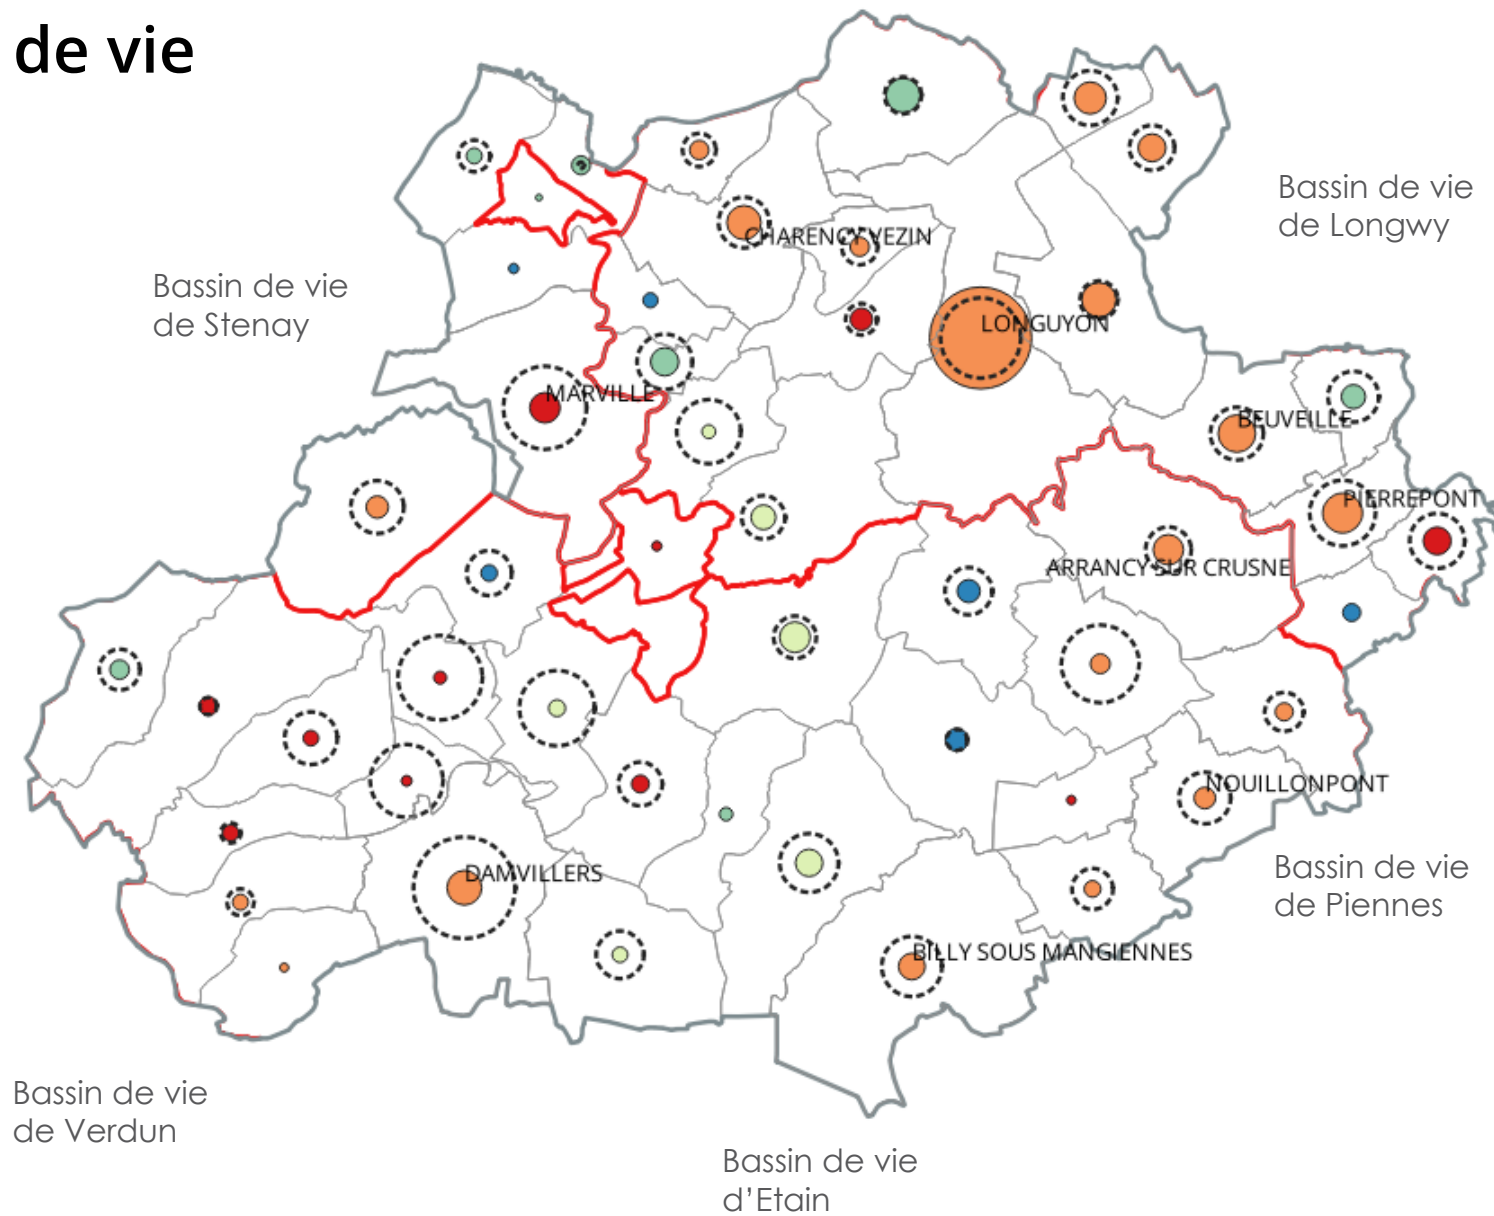 de vie
Bassin de vie
de Longwy
CHARENCY VEZIN
Bassin de vie
de Stenay
LONGUYON
MARVILLE
BEUVEILLE
PIERREPONT
ARRANCY SUR CRUSNE
NOUILLONPONT
DAMVILLERS
Bassin de vie
de Piennes
BILLY SOUS MANGIENNES
Bassin de vie
de Verdun
Bassin de vie
d’Etain